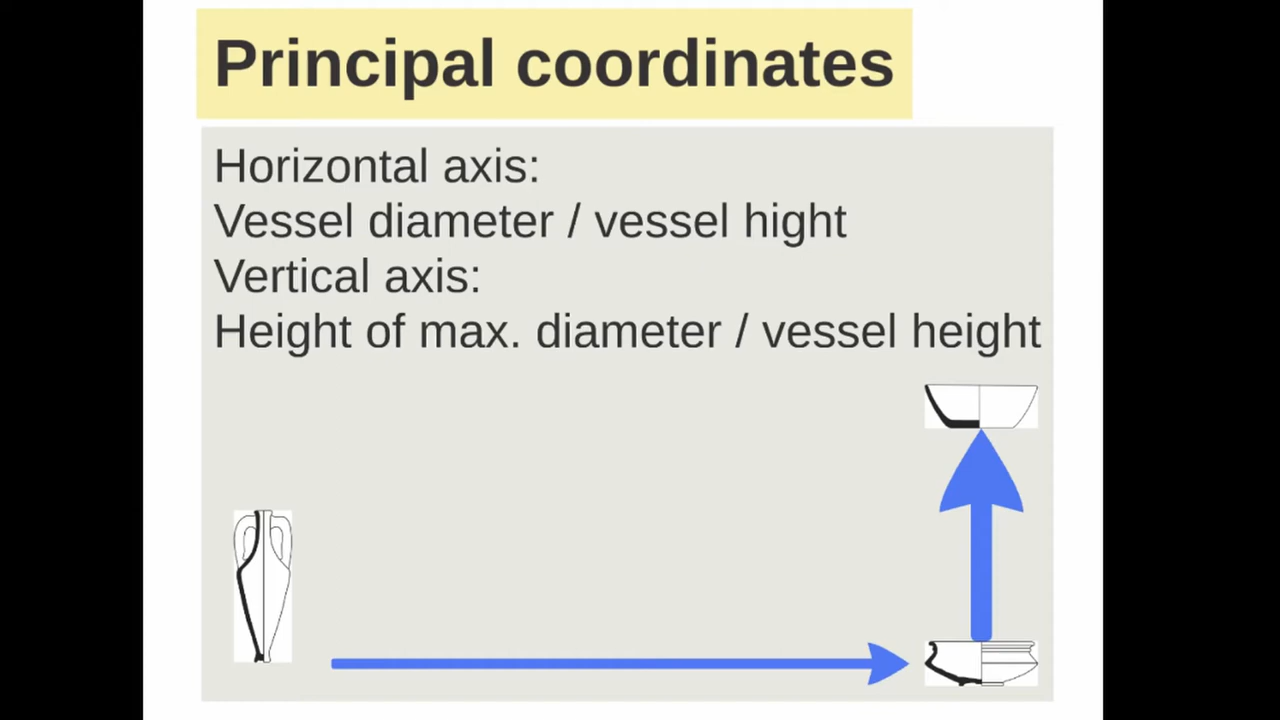 Principal coordinates
Horizontal axis:
Vessel diameter / vessel hight
Vertical axis:
Height of max. diameter / vessel height